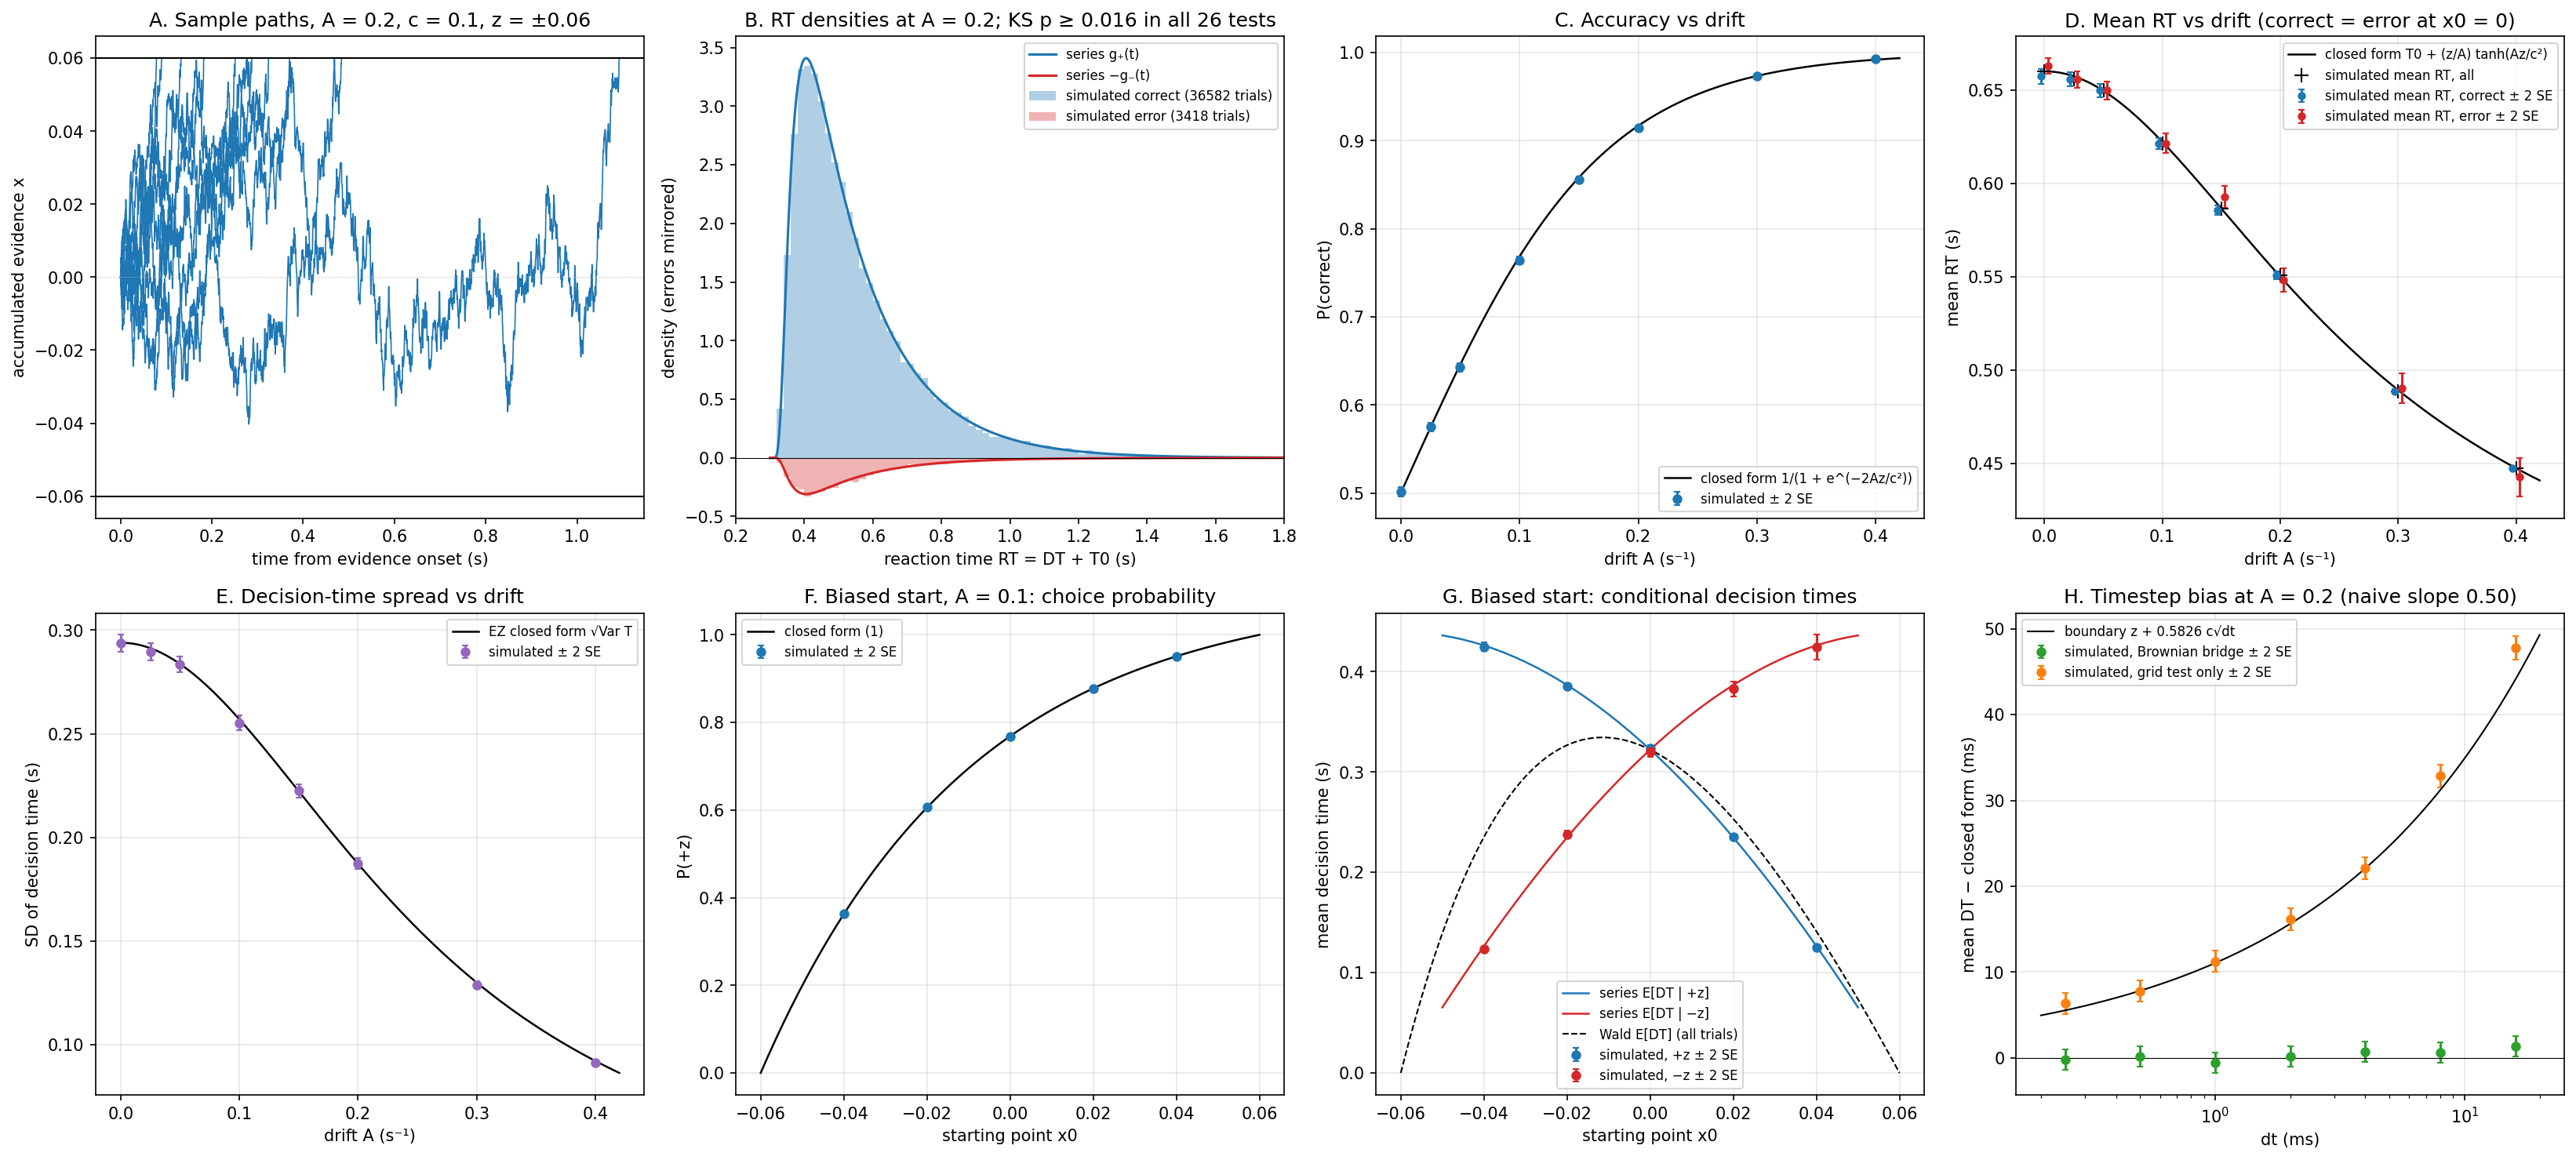 A. Sample paths, A = 0.2, c = 0.1, z = ±0.06
0.06
0.04
0.02
0.00
−0.02
−0.04
−0.06
accumulated evidence x
0.0 0.2 0.4 0.6 0.8 1.0
time from evidence onset (s)
B. RT densities at A = 0.2; KS p ≥ 0.016 in all 26 tests
series g₊(t)
series −g₋(t)
simulated correct (36582 trials)
simulated error (3418 trials)
3.5
3.0
2.5
2.0
1.5
1.0
0.5
0.0
−0.5
density (errors mirrored)
0.2 0.4 0.6 0.8 1.0 1.2 1.4 1.6 1.8
reaction time RT = DT + T0 (s)
C. Accuracy vs drift
1.0
0.9
0.8
0.7
0.6
0.5
P(correct)
closed form 1/(1 + e^(−2Az/c²))
simulated ± 2 SE
0.0 0.1 0.2 0.3 0.4
drift A (s⁻¹)
D. Mean RT vs drift (correct = error at x0 = 0)
closed form T0 + (z/A) tanh(Az/c²)
simulated mean RT, all
simulated mean RT, correct ± 2 SE
simulated mean RT, error ± 2 SE
0.65
0.60
0.55
0.50
0.45
mean RT (s)
0.0 0.1 0.2 0.3 0.4
drift A (s⁻¹)
E. Decision-time spread vs drift
EZ closed form √Var T
simulated ± 2 SE
0.30
0.25
0.20
0.15
0.10
SD of decision time (s)
0.0 0.1 0.2 0.3 0.4
drift A (s⁻¹)
F. Biased start, A = 0.1: choice probability
closed form (1)
simulated ± 2 SE
1.0
0.8
0.6
0.4
0.2
0.0
P(+z)
−0.06 −0.04 −0.02 0.00 0.02 0.04 0.06
starting point x0
G. Biased start: conditional decision times
0.4
0.3
0.2
0.1
0.0
mean decision time (s)
series E[DT | +z]
series E[DT | −z]
Wald E[DT] (all trials)
simulated, +z ± 2 SE
simulated, −z ± 2 SE
−0.06 −0.04 −0.02 0.00 0.02 0.04 0.06
starting point x0
H. Timestep bias at A = 0.2 (naive slope 0.50)
boundary z + 0.5826 c√dt
simulated, Brownian bridge ± 2 SE
simulated, grid test only ± 2 SE
50
40
30
20
10
0
mean DT − closed form (ms)
10⁰ 10¹
dt (ms)